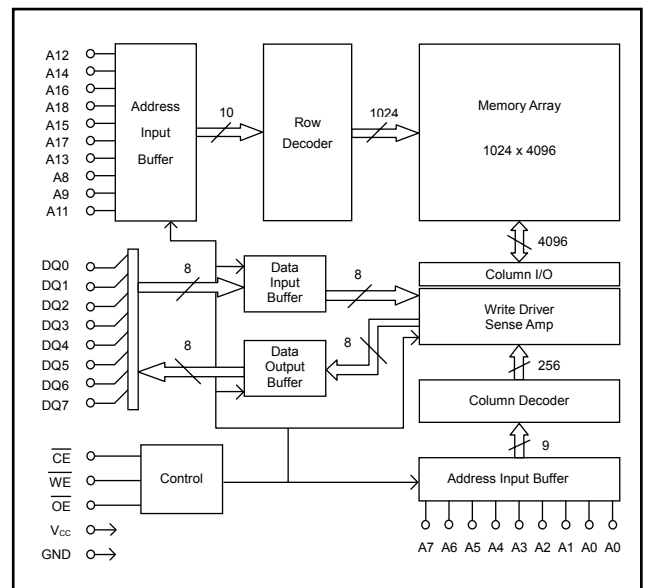 A12
A14
A16
A18
A15
A17
A13
A8
A9
A11
Address
Input
Buffer
10
Row
Decoder
1024
Memory Array
1024 x 4096
4096
DQ0
DQ1
DQ2
DQ3
DQ4
DQ5
DQ6
DQ7
8
8
Data
Input
Buffer
8
Data
Output
Buffer
8
Column I/O
Write Driver
Sense Amp
256
Column Decoder
9
Address Input Buffer
CE
WE
OE
Control
VCC
GND
A7 A6 A5 A4 A3 A2 A1 A0 A0